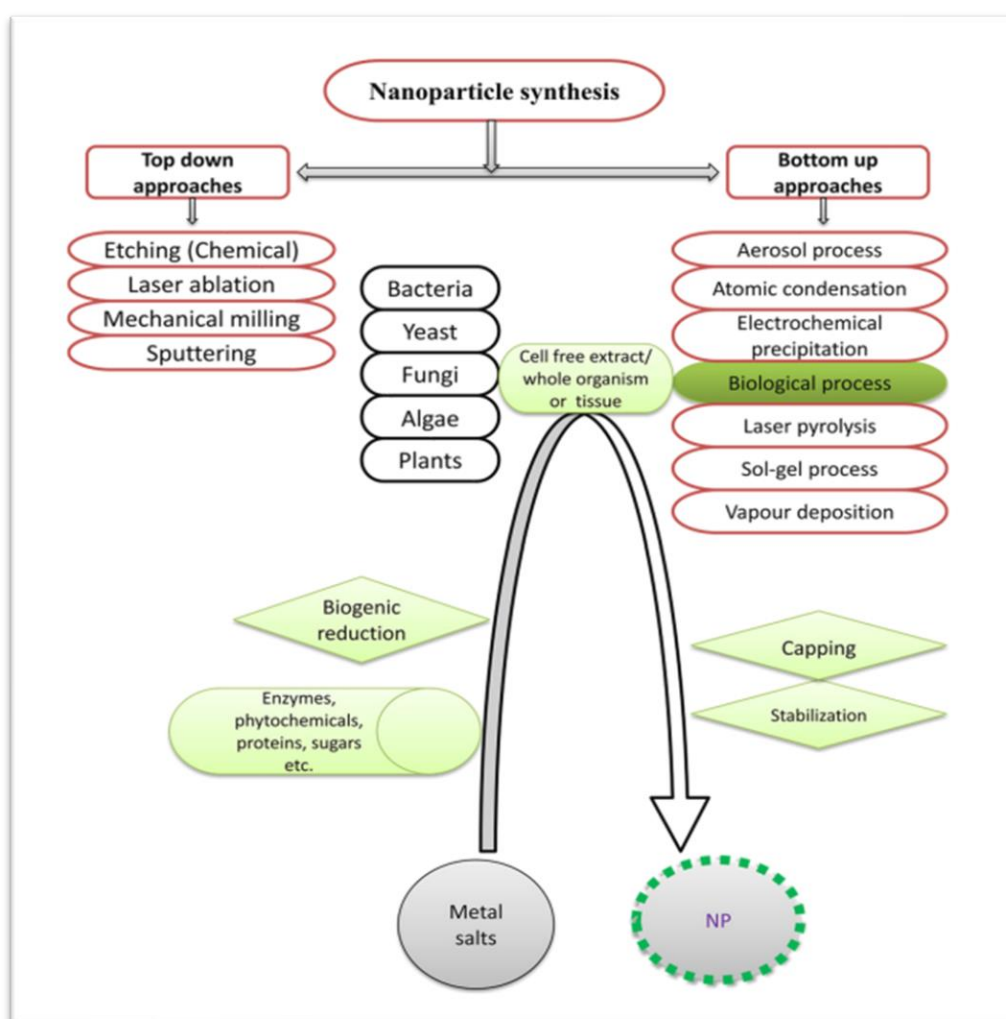 Nanoparticle synthesis
Top down
approaches
Bottom up
approaches
Etching (Chemical)
Laser ablation
Mechanical milling
Sputtering
Bacteria
Yeast
Fungi
Algae
Plants
Cell free extract/
whole organism
or tissue
Aerosol process
Atomic condensation
Electrochemical
precipitation
Biological process
Laser pyrolysis
Sol-gel process
Vapour deposition
Biogenic
reduction
Enzymes,
phytochemicals,
proteins, sugars
etc.
Capping
Stabilization
Metal
salts
NP